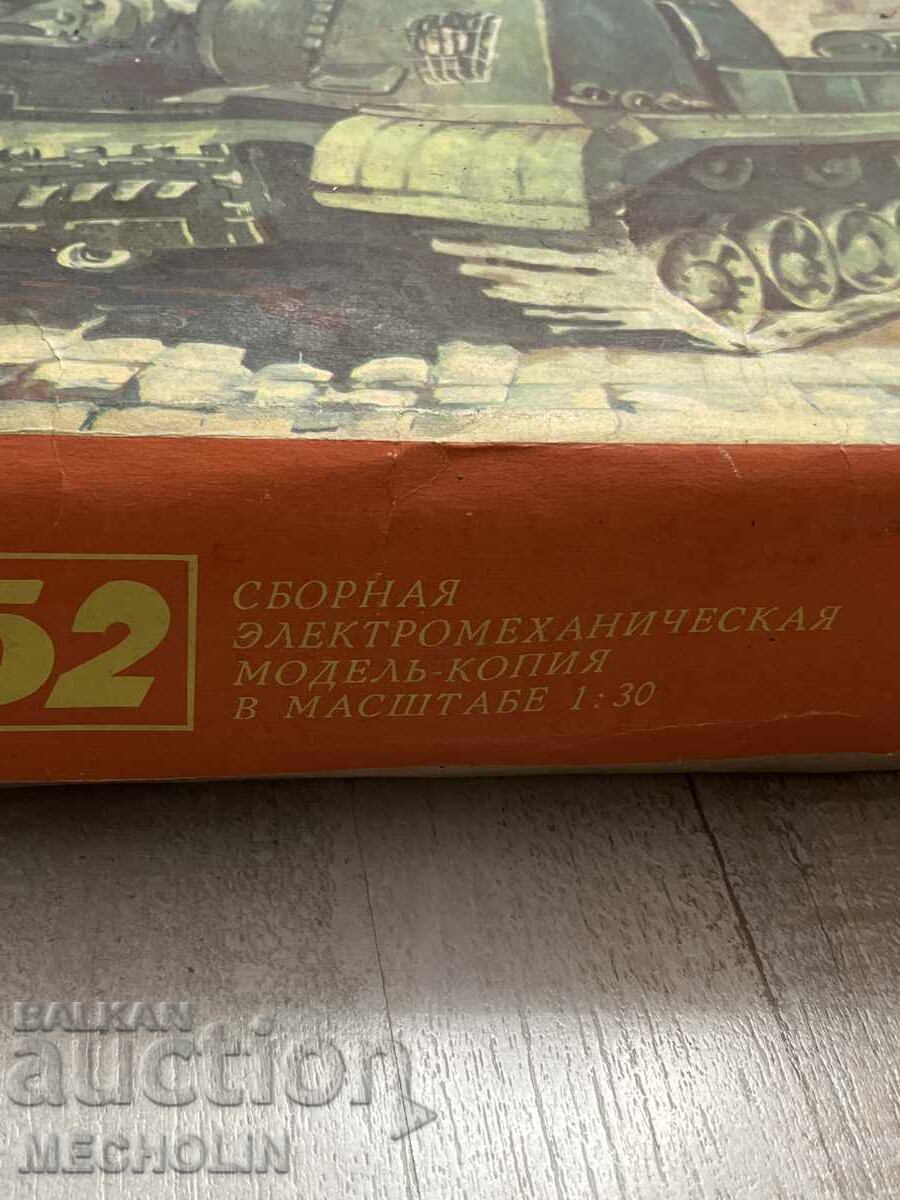 52
СБОРНАЯ
ЭЛЕКТРОМЕХАНИЧЕСКАЯ
МОДЕЛЬ-КОПИЯ
В МАСШТАБЕ 1:30
BALKAN
auction
MECHOLIN